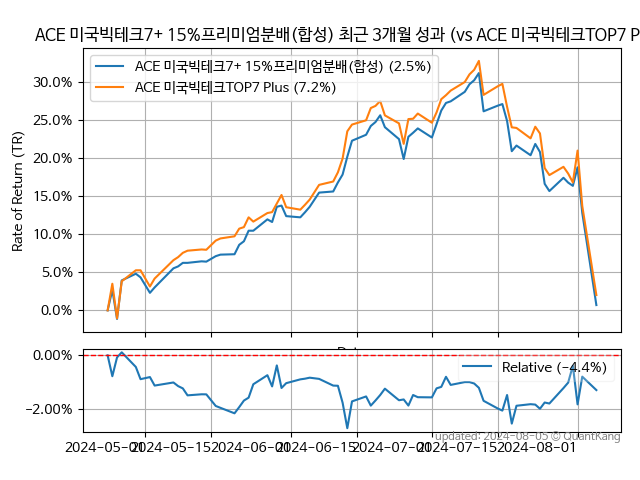 ACE 미국빅테크7+ 15%프리미엄분배(합성) 최근 3개월 성과 (vs ACE 미국빅테크TOP7 P
ACE 미국빅테크7+ 15%프리미엄분배(합성) (2.5%)
ACE 미국빅테크TOP7 Plus (7.2%)
Rate of Return (TR)
30.0%
25.0%
20.0%
15.0%
10.0%
5.0%
0.0%
0.00%
−2.00%
Relative (−4.4%)
updated: 2024-08-05 © QuantKang
2024-05-01
2024-05-15
2024-06-01
2024-06-15
2024-07-01
2024-07-15
2024-08-01